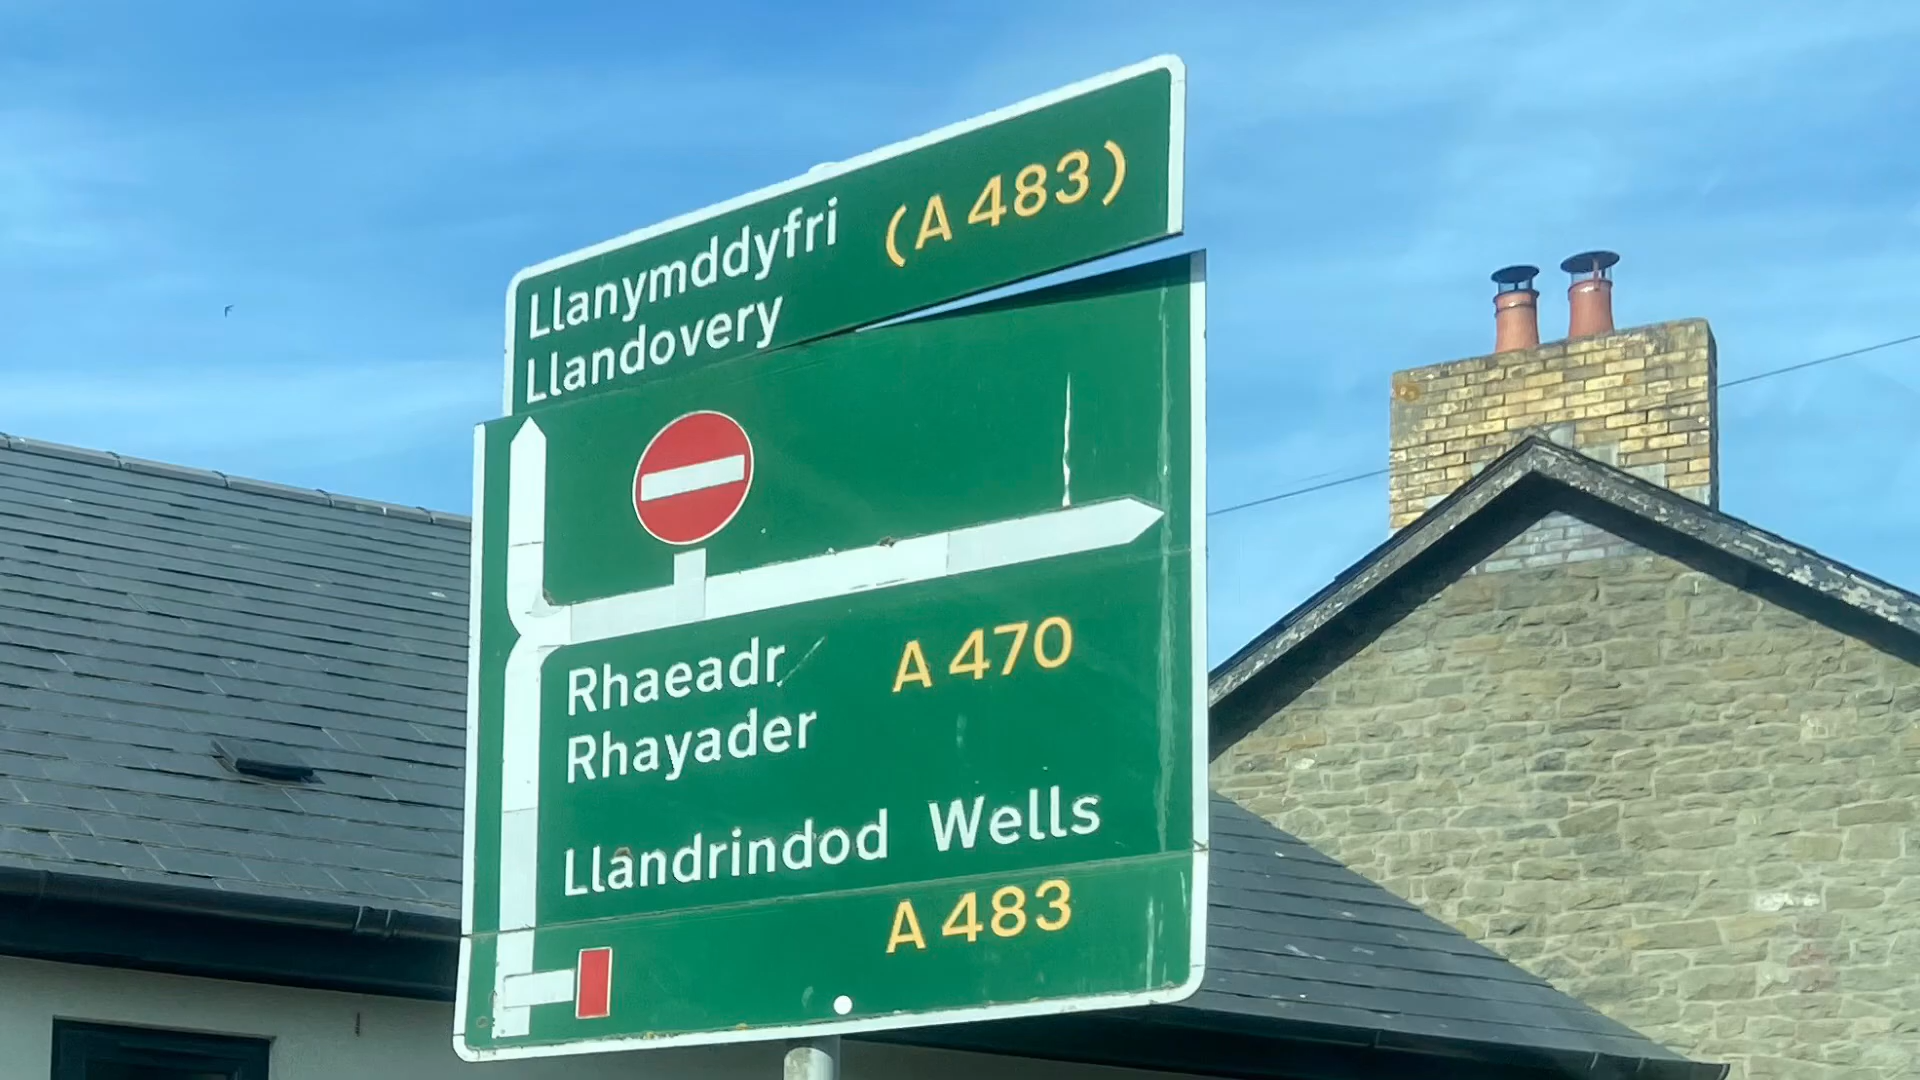 Llanymddyfri (A 483)
Llandovery
Rhaeadr A 470
Rhayader
Llandrindod Wells
A 483